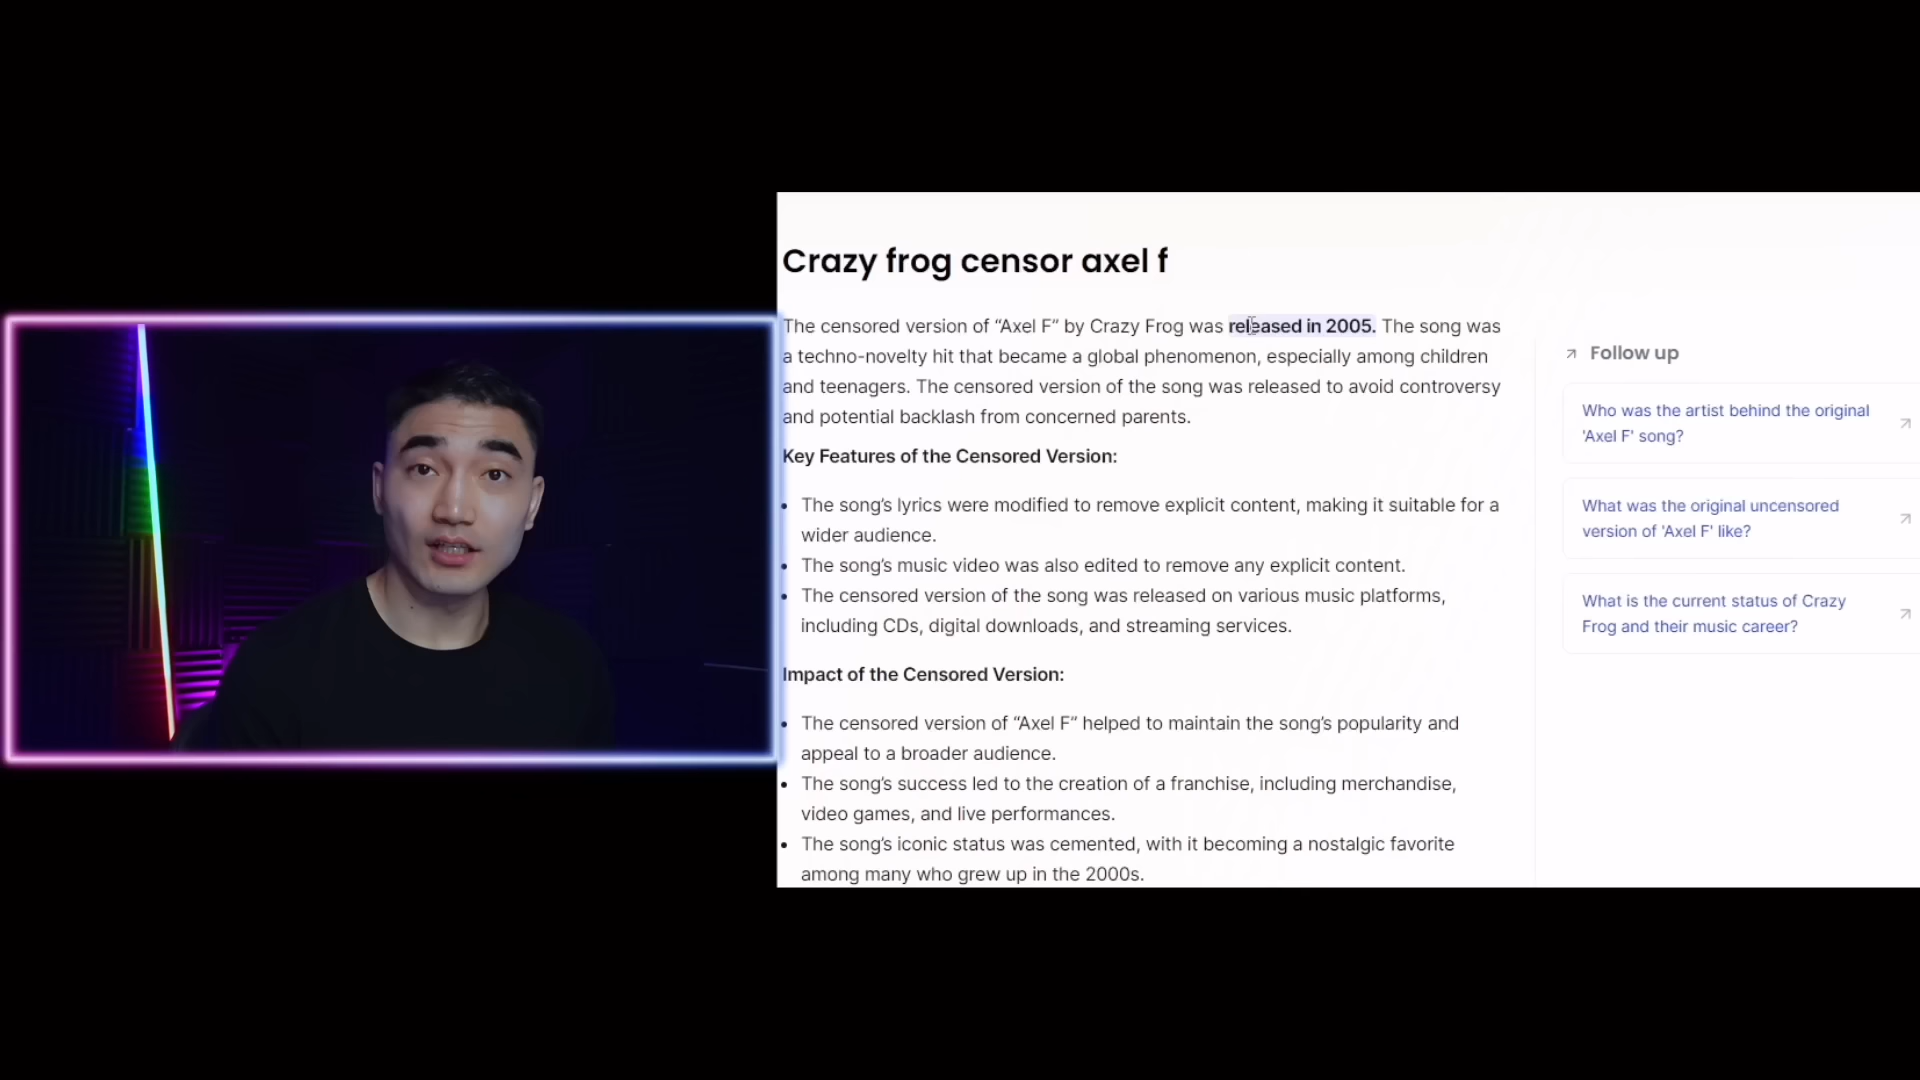 Crazy frog censor axel f
The censored version of “Axel F” by Crazy Frog was released in 2005. The song was
a techno-novelty hit that became a global phenomenon, especially among children
and teenagers. The censored version of the song was released to avoid controversy
and potential backlash from concerned parents.
Key Features of the Censored Version:
• The song’s lyrics were modified to remove explicit content, making it suitable for a
wider audience.
• The song’s music video was also edited to remove any explicit content.
• The censored version of the song was released on various music platforms,
including CDs, digital downloads, and streaming services.
Impact of the Censored Version:
• The censored version of “Axel F” helped to maintain the song’s popularity and
appeal to a broader audience.
• The song’s success led to the creation of a franchise, including merchandise,
video games, and live performances.
• The song’s iconic status was cemented, with it becoming a nostalgic favorite
among many who grew up in the 2000s.
Follow up
Who was the artist behind the original
'Axel F' song?
What was the original uncensored
version of 'Axel F' like?
What is the current status of Crazy
Frog and their music career?